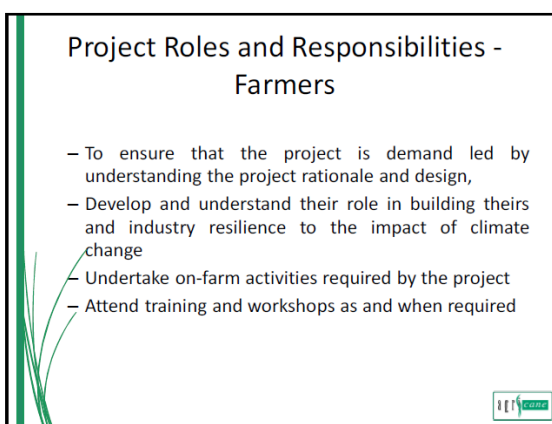 Project Roles and Responsibilities -
Farmers
– To ensure that the project is demand led by
understanding the project rationale and design,
– Develop and understand their role in building theirs
and industry resilience to the impact of climate
change
– Undertake on-farm activities required by the project
– Attend training and workshops as and when required
cane